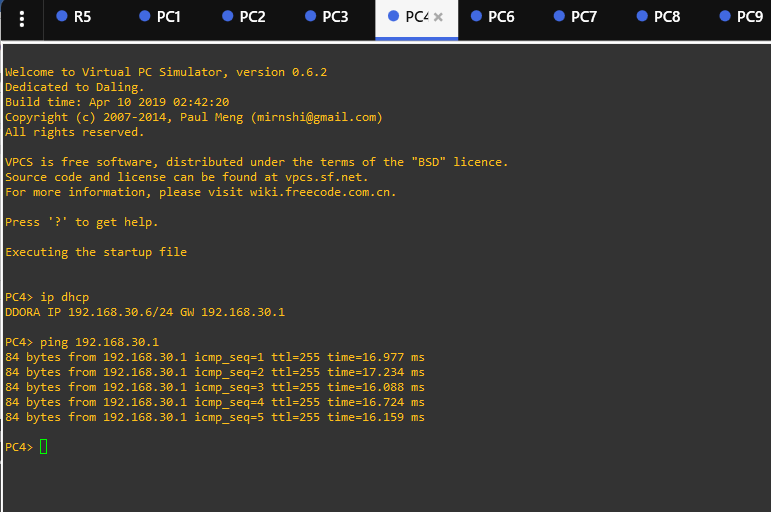 R5 PC1 PC2 PC3 PC4 PC6 PC7 PC8 PC9
Welcome to Virtual PC Simulator, version 0.6.2
Dedicated to Daling.
Build time: Apr 10 2019 02:42:20
Copyright (c) 2007-2014, Paul Meng (mirnshi@gmail.com)
All rights reserved.
VPCS is free software, distributed under the terms of the "BSD" licence.
Source code and license can be found at vpcs.sf.net.
For more information, please visit wiki.freecode.com.cn.
Press '?' to get help.
Executing the startup file
PC4> ip dhcp
DDORA IP 192.168.30.6/24 GW 192.168.30.1
PC4> ping 192.168.30.1
84 bytes from 192.168.30.1 icmp_seq=1 ttl=255 time=16.977 ms
84 bytes from 192.168.30.1 icmp_seq=2 ttl=255 time=17.234 ms
84 bytes from 192.168.30.1 icmp_seq=3 ttl=255 time=16.088 ms
84 bytes from 192.168.30.1 icmp_seq=4 ttl=255 time=16.724 ms
84 bytes from 192.168.30.1 icmp_seq=5 ttl=255 time=16.159 ms
PC4>